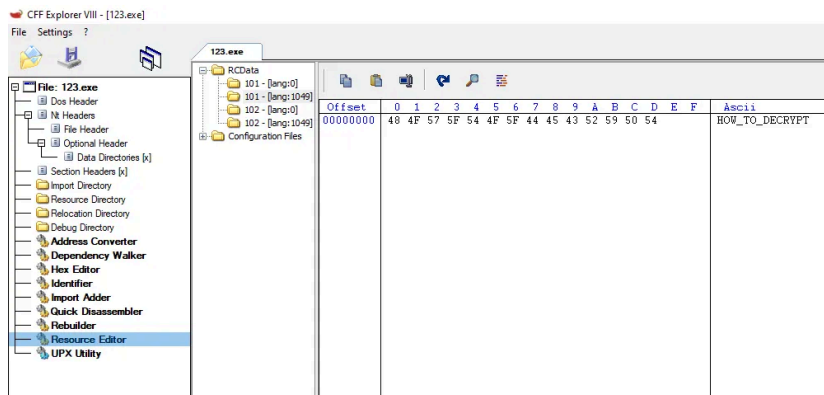 CFF Explorer VIII - [123.exe]
File Settings ?
123.exe
File: 123.exe
Dos Header
Nt Headers
File Header
Optional Header
Data Directories [x]
Section Headers [x]
Import Directory
Resource Directory
Relocation Directory
Debug Directory
Address Converter
Dependency Walker
Hex Editor
Identifier
Import Adder
Quick Disassembler
Rebuilder
Resource Editor
UPX Utility
RCData
101 - [lang:0]
101 - [lang:1049]
102 - [lang:0]
102 - [lang:1049]
Configuration Files
Offset 0 1 2 3 4 5 6 7 8 9 A B C D E F Ascii
00000000 48 4F 57 5F 54 4F 5F 44 45 43 52 59 50 54 HOW_TO_DECRYPT